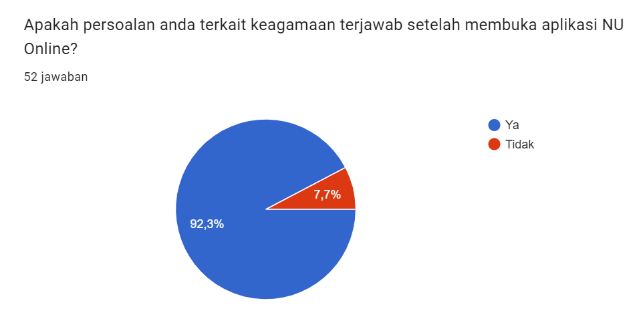 Apakah persoalan anda terkait keagamaan terjawab setelah membuka aplikasi NU
Online?
52 jawaban
Ya
Tidak
7,7%
92,3%